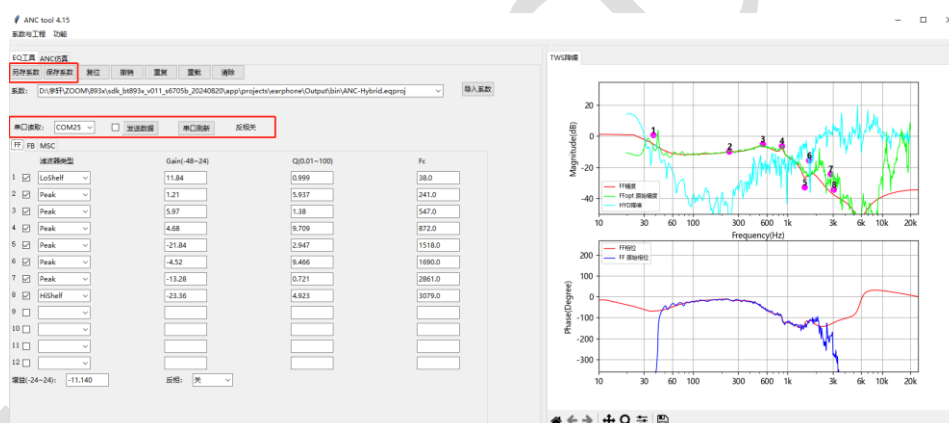 ANC tool 4.15
系数与工程 功能
EQ工具 ANC仿真
另存系数 保存系数 复位 撤销 重复 重载 清除
系数: D:\李轩\ZOOM\893x\sdk_bt893x_v011_s6705b_20240820\app\projects\earphone\Output\bin\ANC-Hybrid.eqproj 导入系数
串口读取: COM25 发送数据 串口刷新 反相关
FF FB MSC
滤波器类型 Gain(-48~24) Q(0.01~100) Fc
1 LoShelf 11.84 0.999 38.0
2 Peak 1.21 5.937 241.0
3 Peak 5.97 1.38 547.0
4 Peak 4.68 9.709 872.0
5 Peak -21.84 2.947 1518.0
6 Peak -4.52 9.466 1690.0
7 Peak -13.28 0.721 2861.0
8 HiShelf -23.36 4.923 3079.0
9
10
11
12
增益(-24~24): -11.140 反相: 关
TWS降噪
Magnitude(dB)
20
0
-20
-40
1 2 3 4 5 6 7 8
FF幅度
FFopt 原始幅度
HYD降噪
10 30 60 100 300 600 1k 3k 6k 10k 20k
Frequency(Hz)
Phase(Degree)
200
100
0
-100
-200
-300
FF相位
FF 原始相位
10 30 60 100 300 600 1k 3k 6k 10k 20k